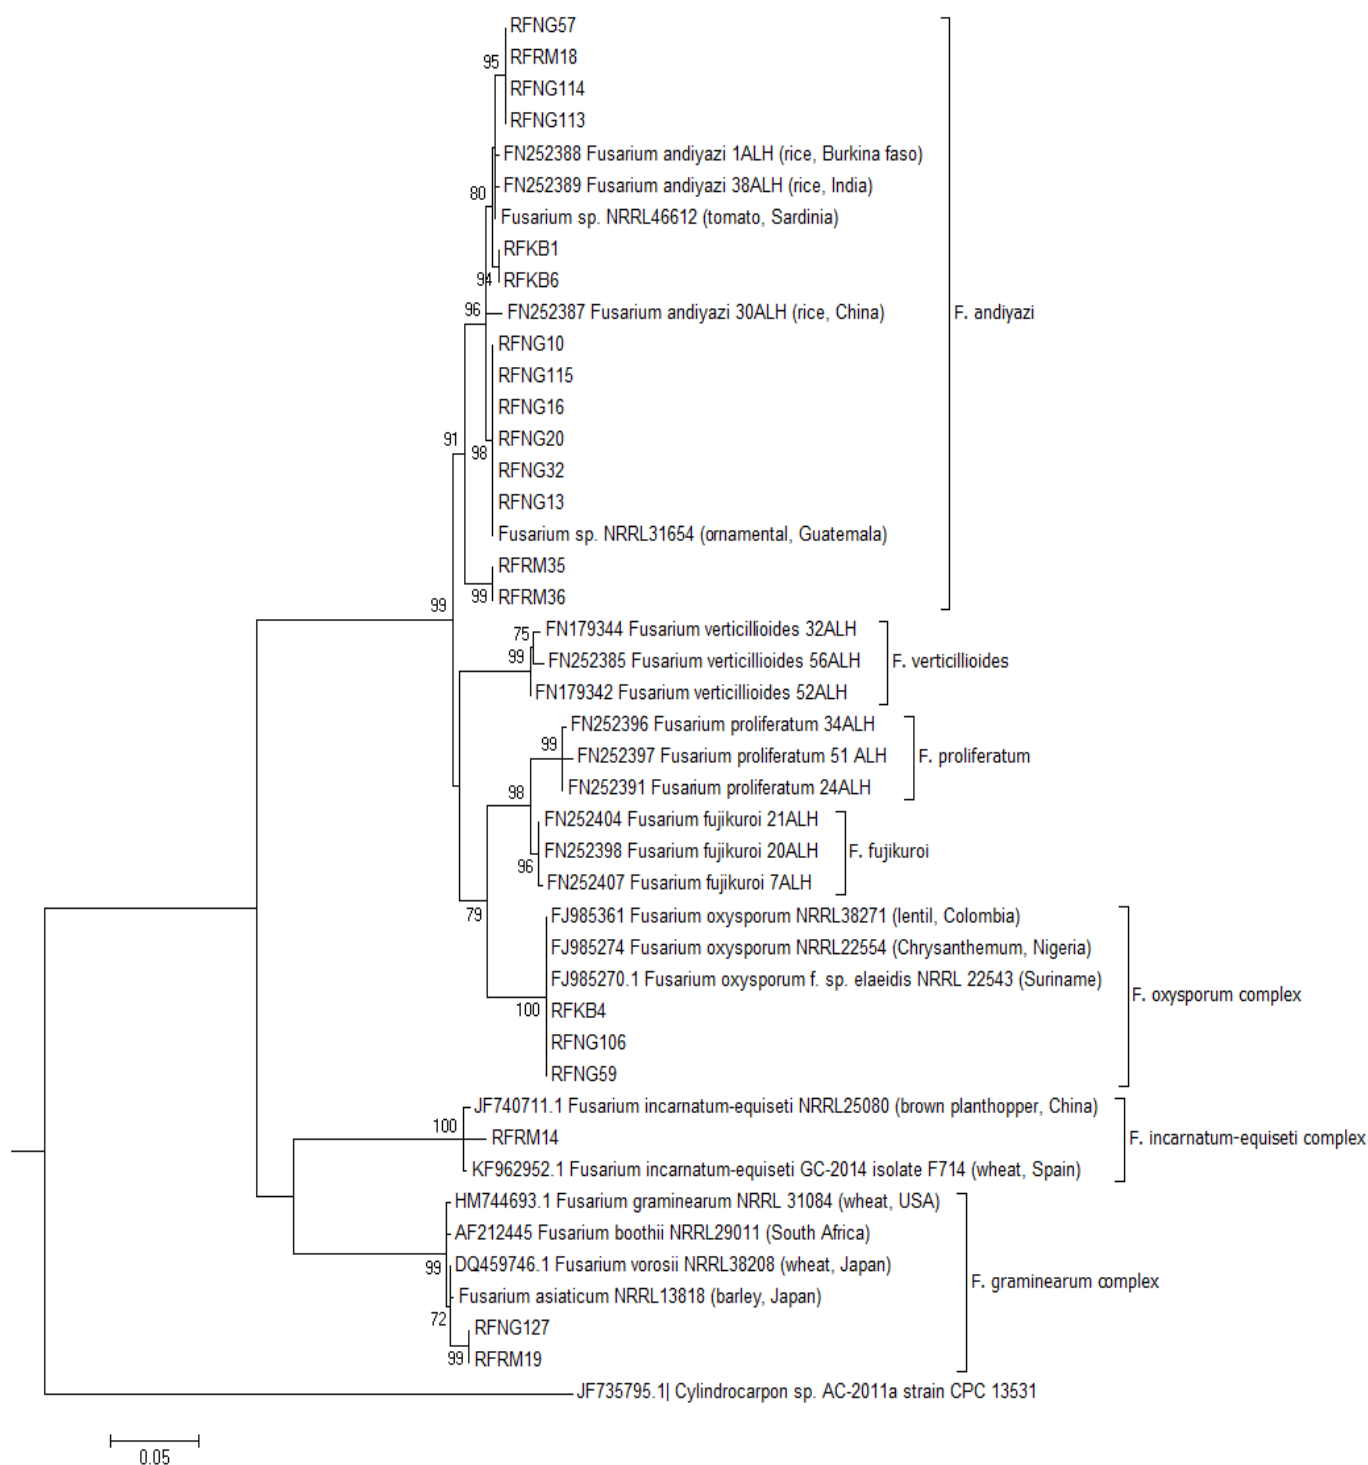 RFNG57
95
RFRM18
RFNG114
RFNG113
FN252388 Fusarium andiyazi 1ALH (rice, Burkina faso)
80
FN252389 Fusarium andiyazi 38ALH (rice, India)
Fusarium sp. NRRL46612 (tomato, Sardinia)
RFKB1
94
RFKB6
96
FN252387 Fusarium andiyazi 30ALH (rice, China)
F. andiyazi
RFNG10
RFNG115
RFNG16
91
98
RFNG20
RFNG32
RFNG13
Fusarium sp. NRRL31654 (ornamental, Guatemala)
RFRM35
99
99
RFRM36
75
FN179344 Fusarium verticillioides 32ALH
99
FN252385 Fusarium verticillioides 56ALH
F. verticillioides
FN179342 Fusarium verticillioides 52ALH
FN252396 Fusarium proliferatum 34ALH
99
FN252397 Fusarium proliferatum 51 ALH
F. proliferatum
98
FN252391 Fusarium proliferatum 24ALH
FN252404 Fusarium fujikuroi 21ALH
96
FN252398 Fusarium fujikuroi 20ALH
F. fujikuroi
FN252407 Fusarium fujikuroi 7ALH
79
FJ985361 Fusarium oxysporum NRRL38271 (lentil, Colombia)
FJ985274 Fusarium oxysporum NRRL22554 (Chrysanthemum, Nigeria)
FJ985270.1 Fusarium oxysporum f. sp. elaeidis NRRL 22543 (Suriname)
F. oxysporum complex
100
RFKB4
RFNG106
RFNG59
JF740711.1 Fusarium incarnatum-equiseti NRRL25080 (brown planthopper, China)
100
RFRM14
F. incarnatum-equiseti complex
KF962952.1 Fusarium incarnatum-equiseti GC-2014 isolate F714 (wheat, Spain)
HM744693.1 Fusarium graminearum NRRL 31084 (wheat, USA)
AF212445 Fusarium boothii NRRL29011 (South Africa)
99
DQ459746.1 Fusarium vorosii NRRL38208 (wheat, Japan)
F. graminearum complex
Fusarium asiaticum NRRL13818 (barley, Japan)
72
RFNG127
99
RFRM19
JF735795.1| Cylindrocarpon sp. AC-2011a strain CPC 13531
0.05